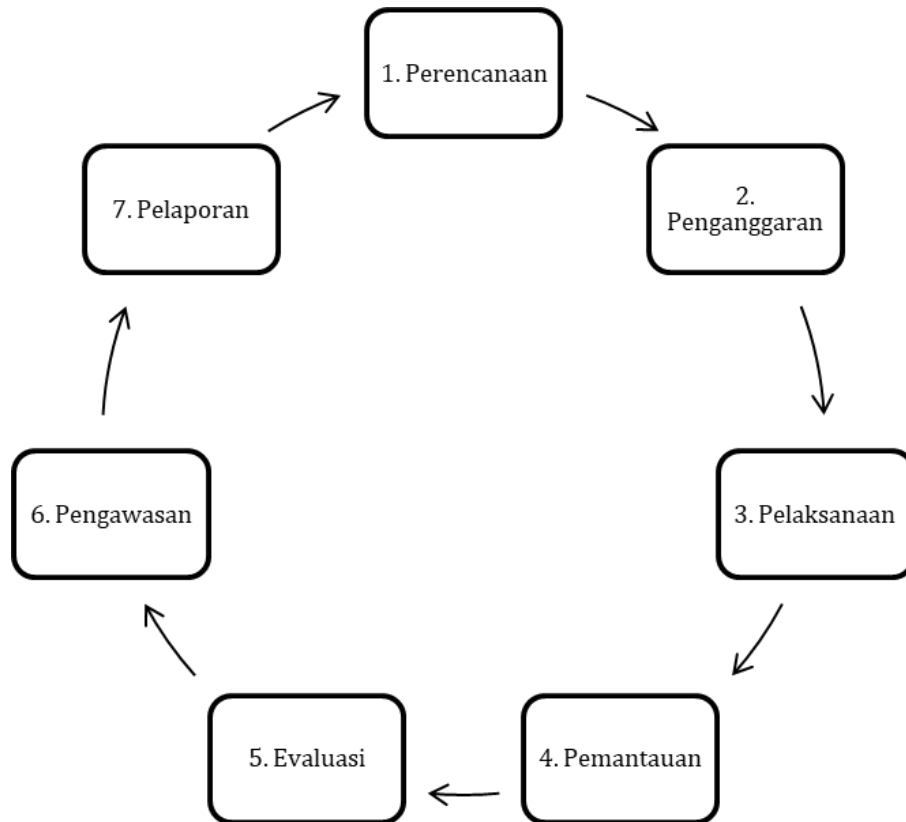 1. Perencanaan
2.
Penganggaran
3. Pelaksanaan
4. Pemantauan
5. Evaluasi
6. Pengawasan
7. Pelaporan